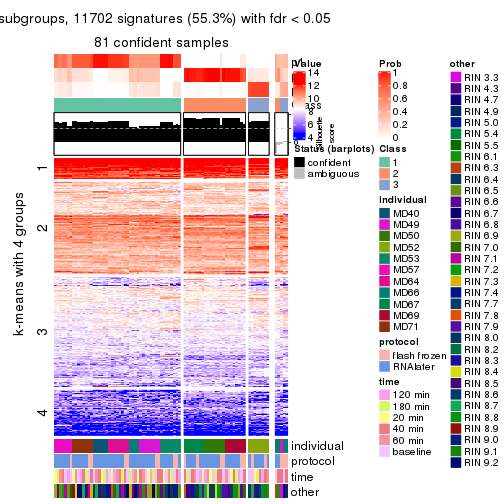 subgroups, 11702 signatures (55.3%) with fdr < 0.05
81 confident samples
k-means with 4 groups
1
2
3
4
individual
protocol
time
other
Value
14
12
10
8
6
4
Silhouette
score
Status (barplots)
confident
ambiguous
Prob
1
0.8
0.6
0.4
0.2
0
Class
1
2
3
individual
MD40
MD49
MD50
MD52
MD53
MD57
MD64
MD66
MD67
MD69
MD71
protocol
flash frozen
RNAlater
time
120 min
180 min
20 min
40 min
60 min
baseline
other
RIN 3.3
RIN 4.3
RIN 4.7
RIN 4.9
RIN 5.0
RIN 5.4
RIN 5.5
RIN 6.1
RIN 6.3
RIN 6.4
RIN 6.5
RIN 6.6
RIN 6.7
RIN 6.8
RIN 6.9
RIN 7.0
RIN 7.1
RIN 7.2
RIN 7.3
RIN 7.4
RIN 7.7
RIN 7.8
RIN 7.9
RIN 8.0
RIN 8.2
RIN 8.3
RIN 8.4
RIN 8.5
RIN 8.6
RIN 8.7
RIN 8.8
RIN 8.9
RIN 9.0
RIN 9.1
RIN 9.2